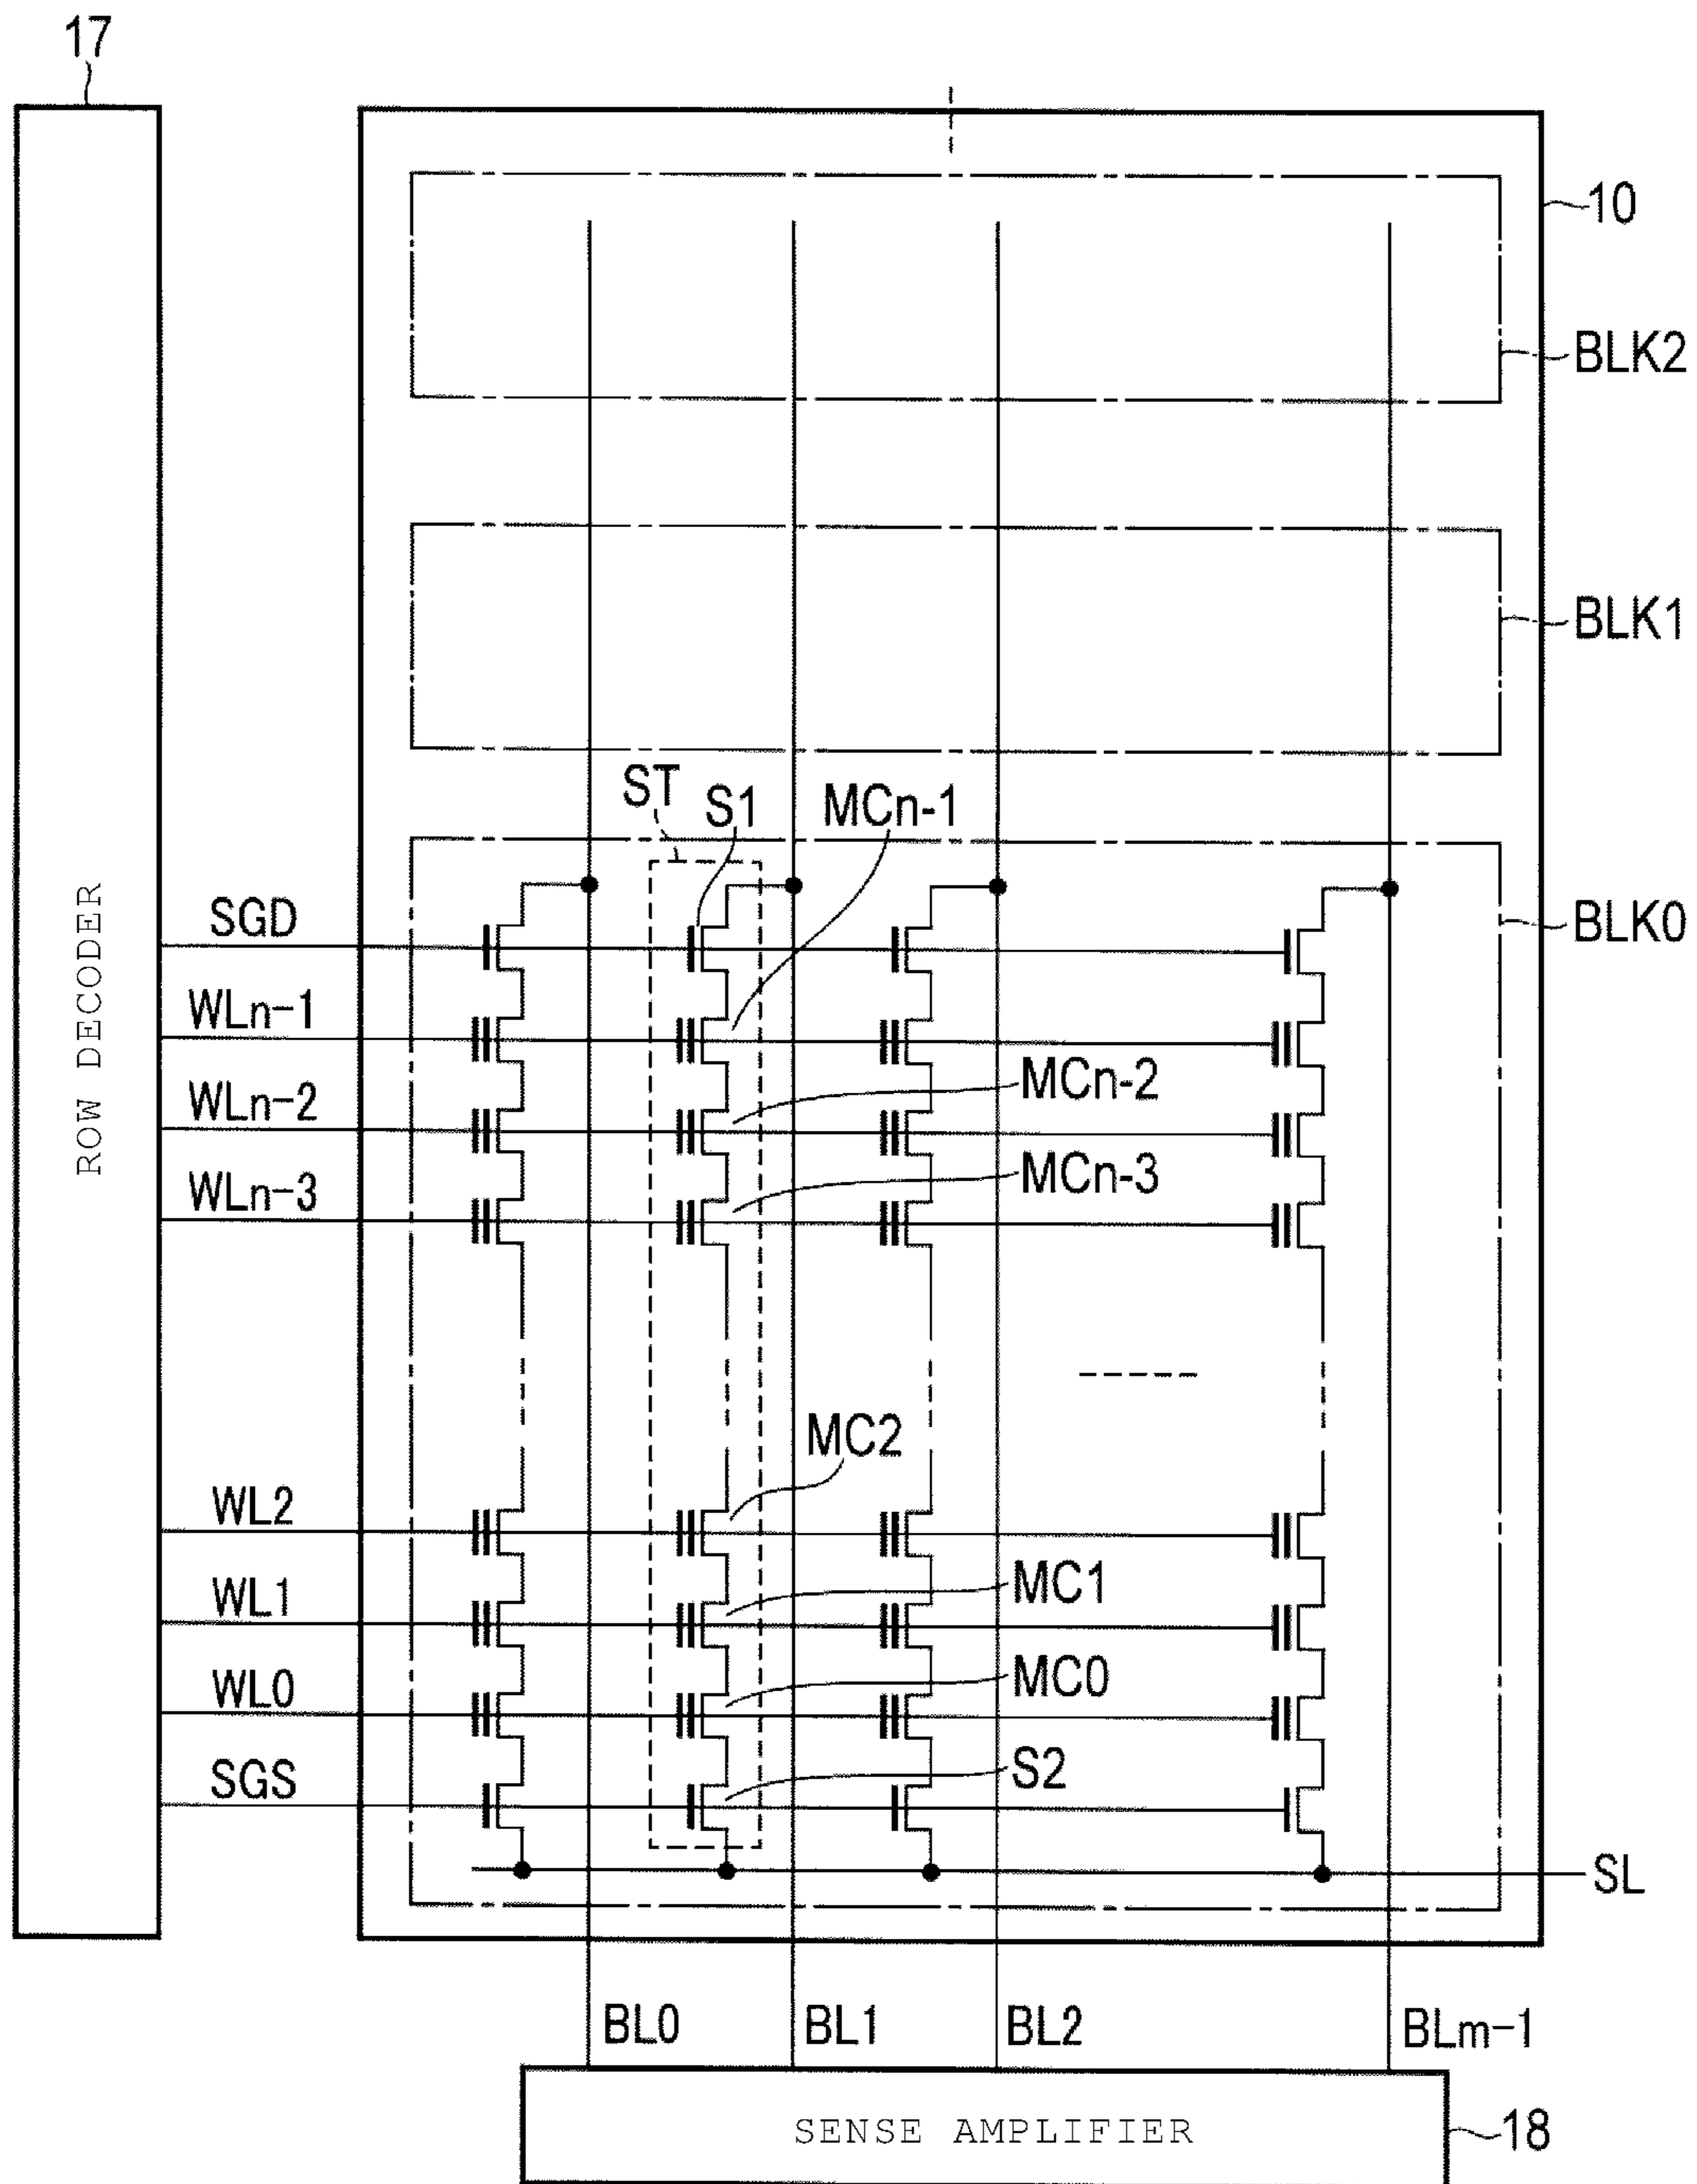 17
10
BLK2
BLK1
ST
S1
MCn-1
BLK0
ROW DECODER
SGD
WLn-1
WLn-2
MCn-2
WLn-3
MCn-3
MC2
WL2
MC1
WL1
MC0
WL0
S2
SGS
SL
BL0
BL1
BL2
BLm-1
SENSE AMPLIFIER
18